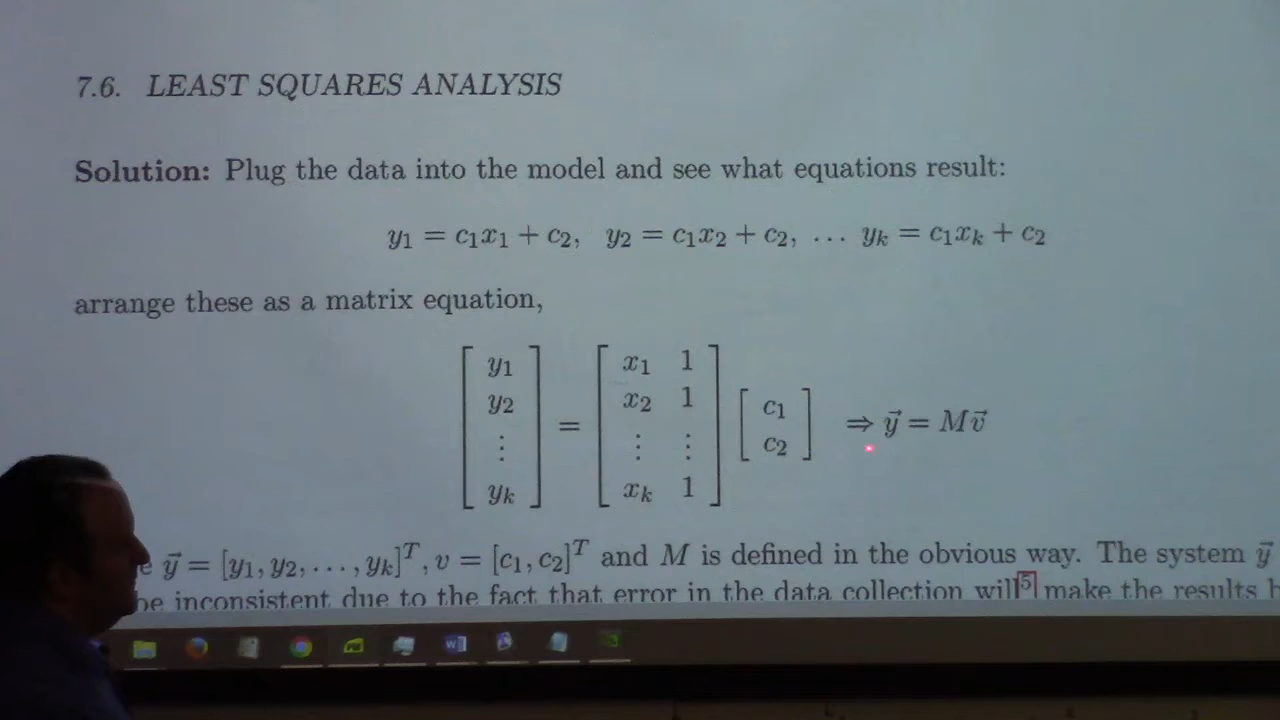 7.6. LEAST SQUARES ANALYSIS
Solution: Plug the data into the model and see what equations result:
y₁ = c₁x₁ + c₂, y₂ = c₁x₂ + c₂, … yₖ = c₁xₖ + c₂
arrange these as a matrix equation,
[ y₁ y₂ ⋮ yₖ ] = [ x₁ 1 x₂ 1 ⋮ ⋮ xₖ 1 ] [ c₁ c₂ ] ⇒ y⃗ = Mv⃗
y⃗ = [y₁, y₂, . . . , yₖ]ᵀ, v = [c₁, c₂]ᵀ and M is defined in the obvious way. The system y⃗
be inconsistent due to the fact that error in the data collection will⁵ make the results